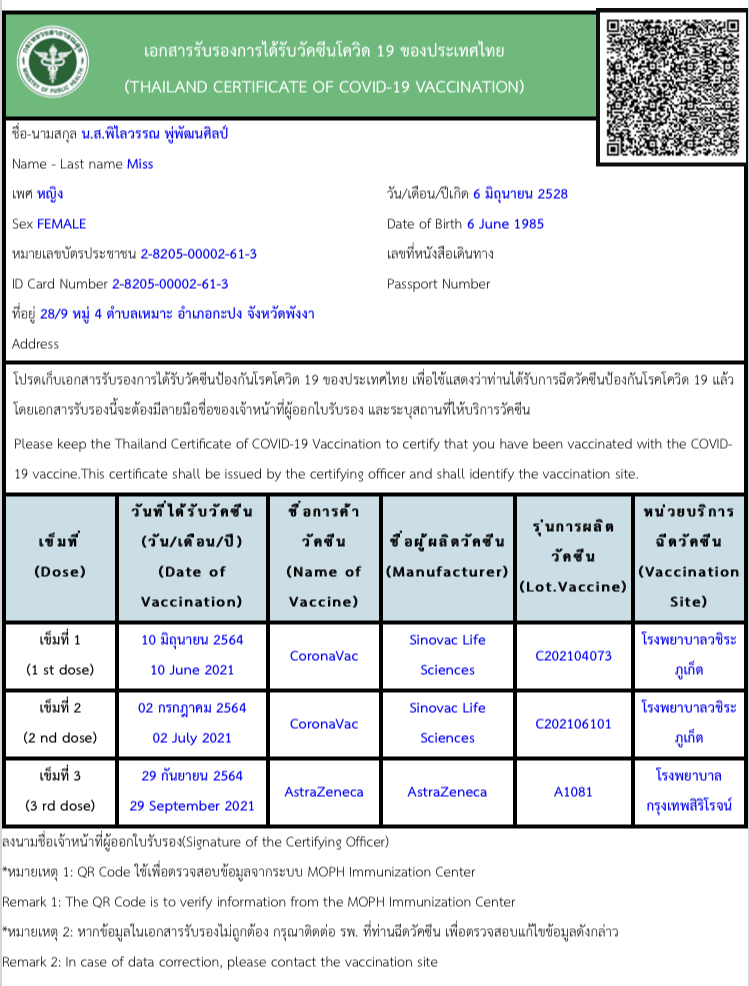 กระทรวงสาธารณสุข
MINISTRY OF PUBLIC HEALTH
เอกสารรับรองการได้รับวัคซีนโควิด 19 ของประเทศไทย
(THAILAND CERTIFICATE OF COVID-19 VACCINATION)
ชื่อ-นามสกุล น.ส.พิไลวรรณ พู่พัฒนศิลป์
Name - Last name Miss
เพศ หญิง วัน/เดือน/ปีเกิด 6 มิถุนายน 2528
Sex FEMALE Date of Birth 6 June 1985
หมายเลขบัตรประชาชน 2-8205-00002-61-3 เลขที่หนังสือเดินทาง
ID Card Number 2-8205-00002-61-3 Passport Number
ที่อยู่ 28/9 หมู่ 4 ตำบลเหมาะ อำเภอกะปง จังหวัดพังงา
Address
โปรดเก็บเอกสารรับรองการได้รับวัคซีนป้องกันโรคโควิด 19 ของประเทศไทย เพื่อใช้แสดงว่าท่านได้รับการฉีดวัคซีนป้องกันโรคโควิด 19 แล้ว
โดยเอกสารรับรองนี้จะต้องมีลายมือชื่อของเจ้าหน้าที่ผู้ออกใบรับรอง และระบุสถานที่ให้บริการวัคซีน
Please keep the Thailand Certificate of COVID-19 Vaccination to certify that you have been vaccinated with the COVID-
19 vaccine.This certificate shall be issued by the certifying officer and shall identify the vaccination site.
เข็มที่
(Dose)
วันที่ได้รับวัคซีน
(วัน/เดือน/ปี)
(Date of
Vaccination)
ชื่อการค้า
วัคซีน
(Name of
Vaccine)
ชื่อผู้ผลิตวัคซีน
(Manufacturer)
รุ่นการผลิต
วัคซีน
(Lot.Vaccine)
หน่วยบริการ
ฉีดวัคซีน
(Vaccination
Site)
เข็มที่ 1
(1 st dose)
10 มิถุนายน 2564
10 June 2021
CoronaVac
Sinovac Life
Sciences
C202104073
โรงพยาบาลวชิระ
ภูเก็ต
เข็มที่ 2
(2 nd dose)
02 กรกฎาคม 2564
02 July 2021
CoronaVac
Sinovac Life
Sciences
C202106101
โรงพยาบาลวชิระ
ภูเก็ต
เข็มที่ 3
(3 rd dose)
29 กันยายน 2564
29 September 2021
AstraZeneca
AstraZeneca
A1081
โรงพยาบาล
กรุงเทพสิริโรจน์
ลงนามชื่อเจ้าหน้าที่ผู้ออกใบรับรอง(Signature of the Certifying Officer)
*หมายเหตุ 1: QR Code ใช้เพื่อตรวจสอบข้อมูลจากระบบ MOPH Immunization Center
Remark 1: The QR Code is to verify information from the MOPH Immunization Center
*หมายเหตุ 2: หากข้อมูลในเอกสารรับรองไม่ถูกต้อง กรุณาติดต่อ รพ. ที่ท่านฉีดวัคซีน เพื่อตรวจสอบแก้ไขข้อมูลดังกล่าว
Remark 2: In case of data correction, please contact the vaccination site